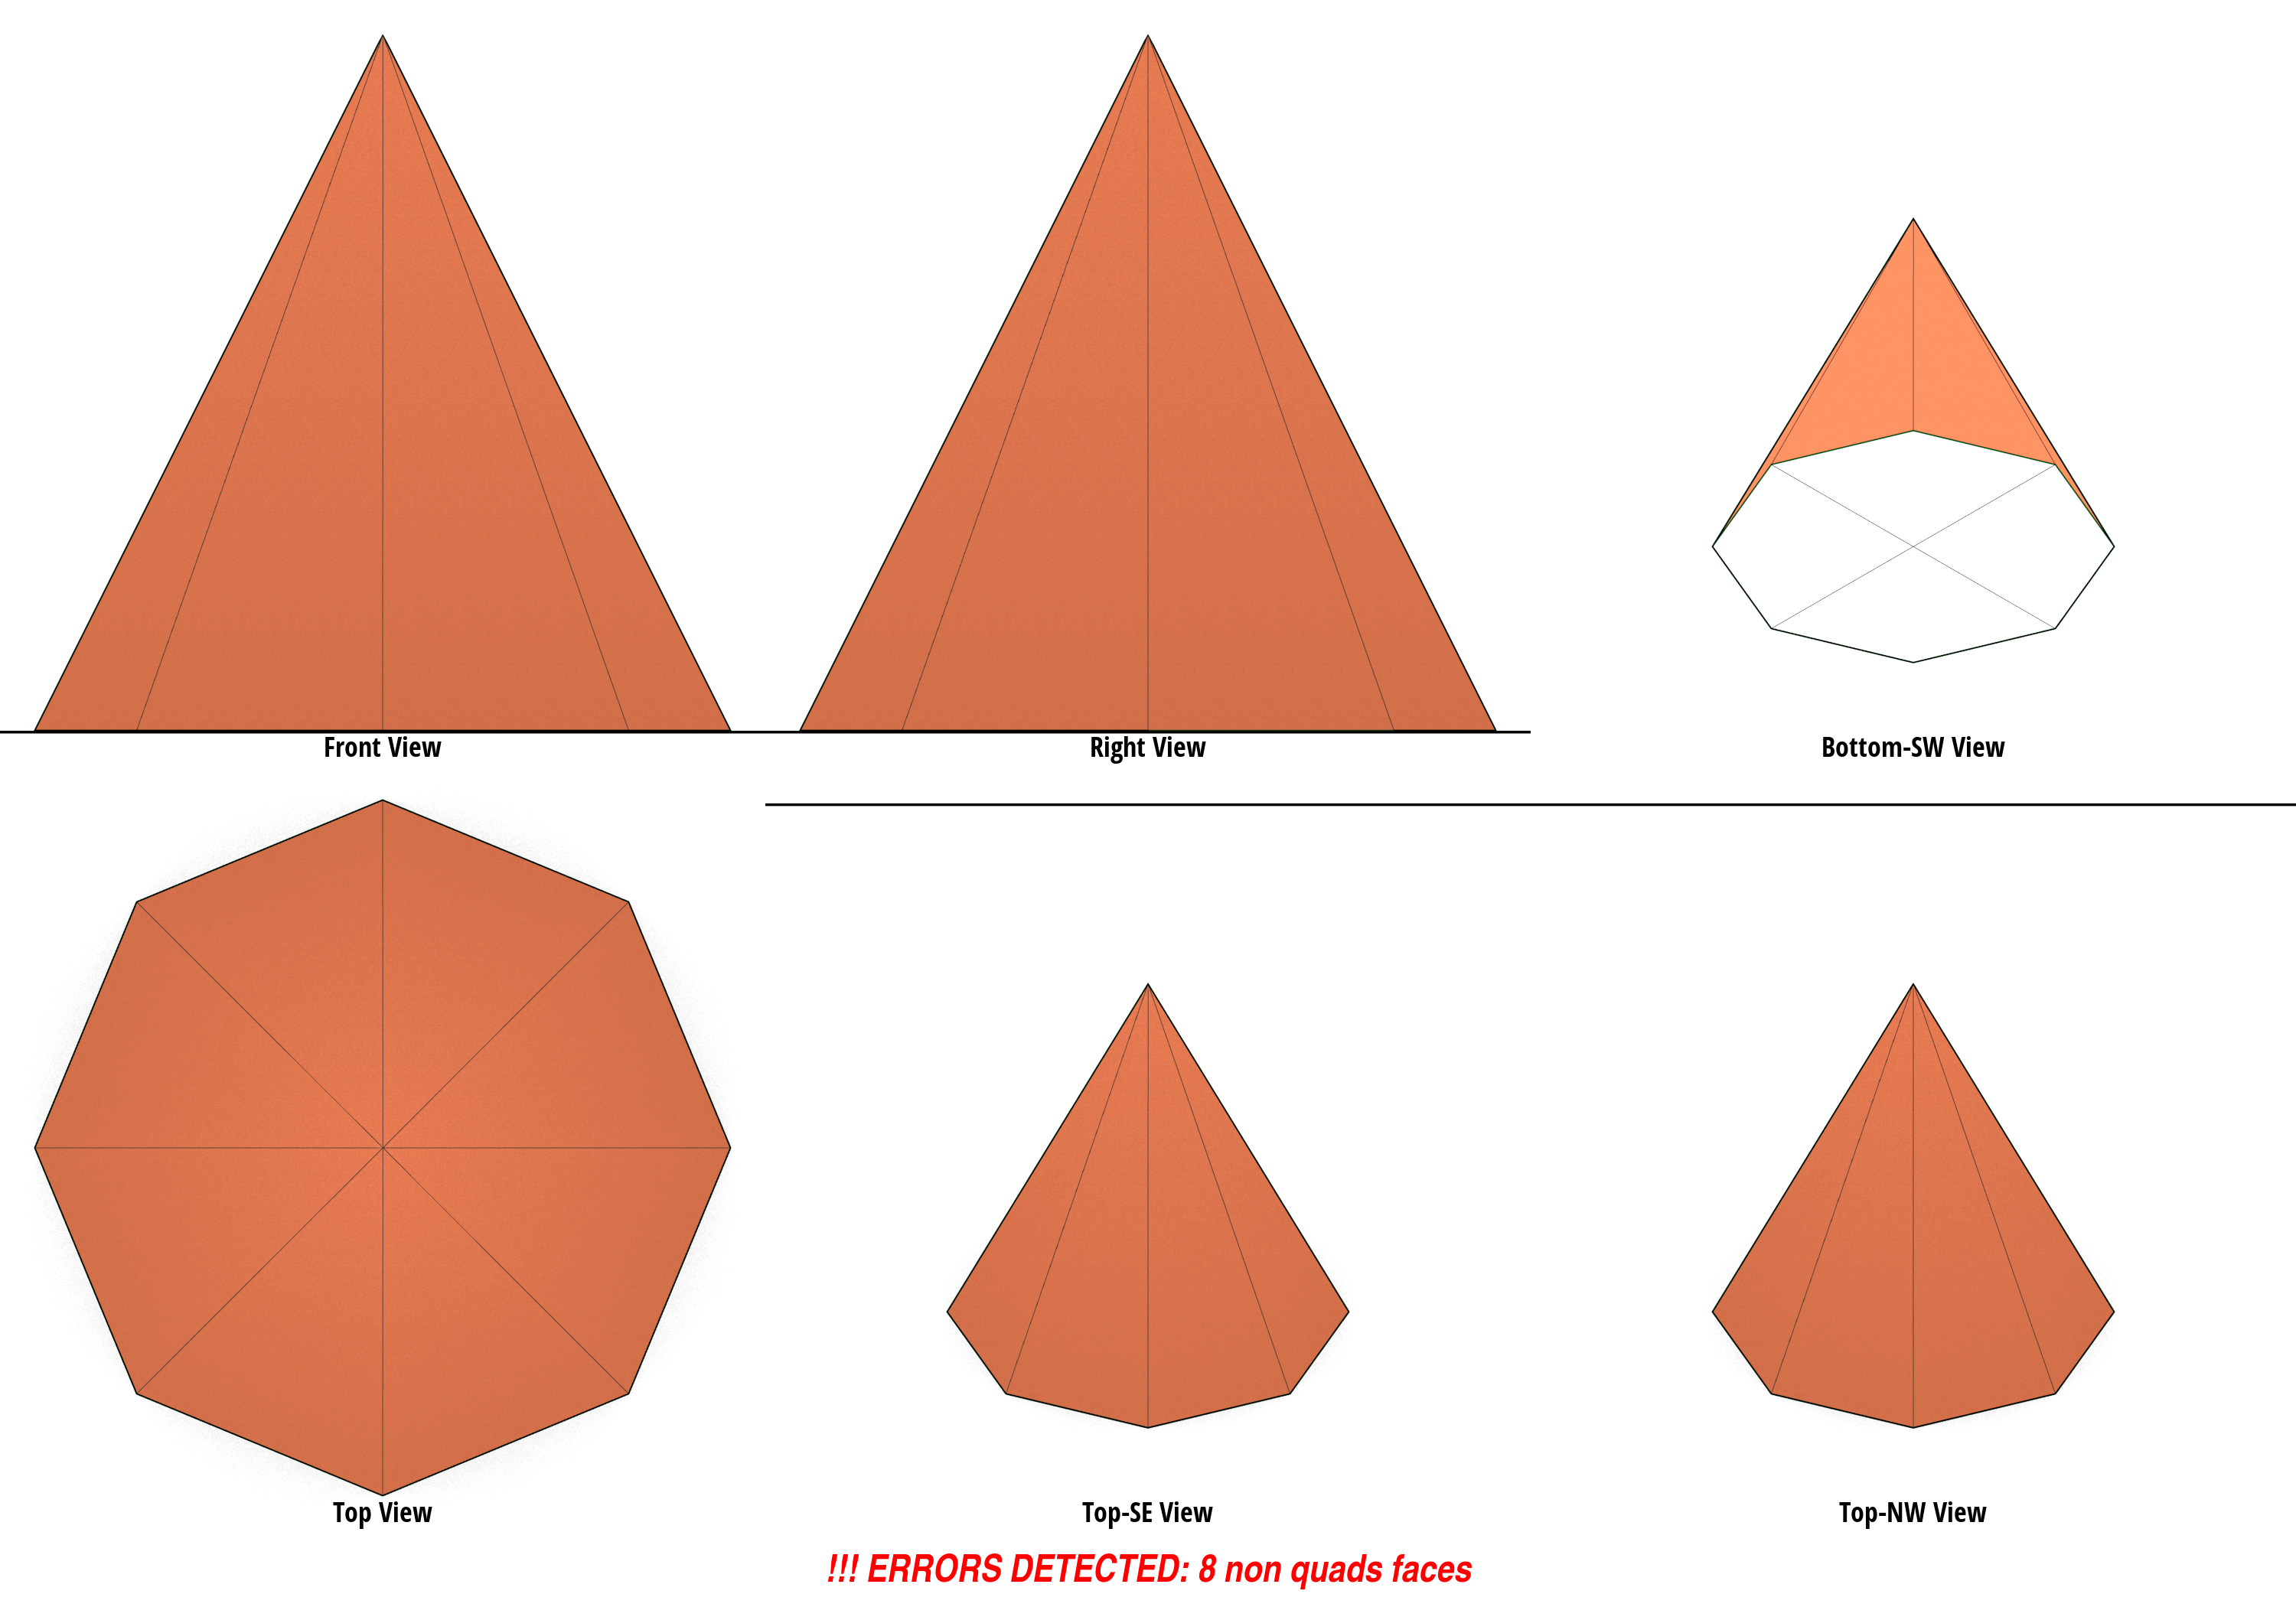 Front View
Right View
Bottom-SW View
Top View
Top-SE View
Top-NW View
!!! ERRORS DETECTED: 8 non quads faces